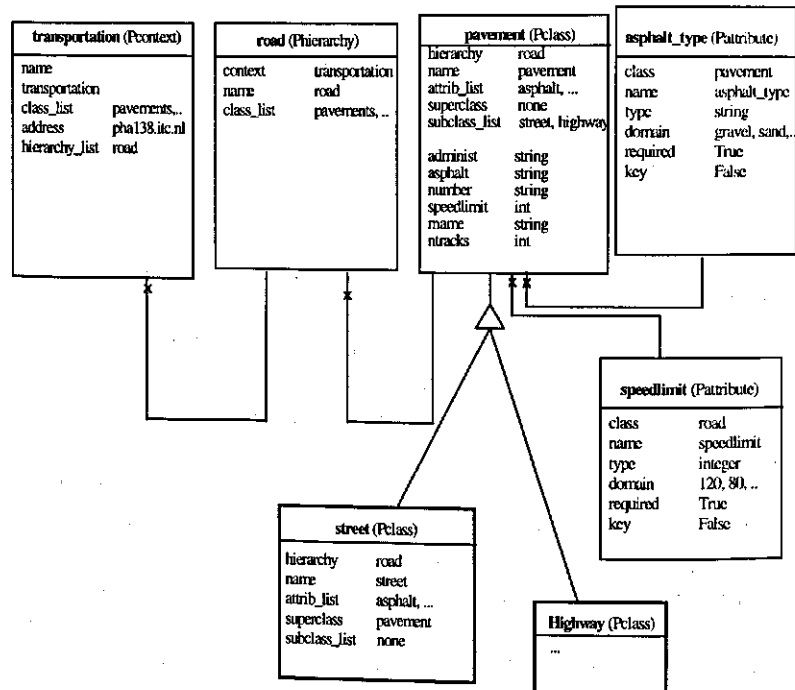 transportation (Pcontext)
name
transportation
class_list pavements,..
address pha138.itc.nl
hierarchy_list road
road (Phierarchy)
context transportation
name road
class_list pavements, ..
pavement (Pclass)
hierarchy road
name pavement
attrib_list asphalt, ...
superclass none
subclass_list street, highway
administ string
asphalt string
number string
speedlimit int
rname string
ntracks int
asphalt_type (Pattribute)
class pavement
name asphalt_type
type string
domain gravel, sand,..
required True
key False
speedlimit (Pattribute)
class road
name speedlimit
type integer
domain 120, 80, ..
required True
key False
street (Pclass)
hierarchy road
name street
attrib_list asphalt, ...
superclass pavement
subclass_list none
Highway (Pclass)
...